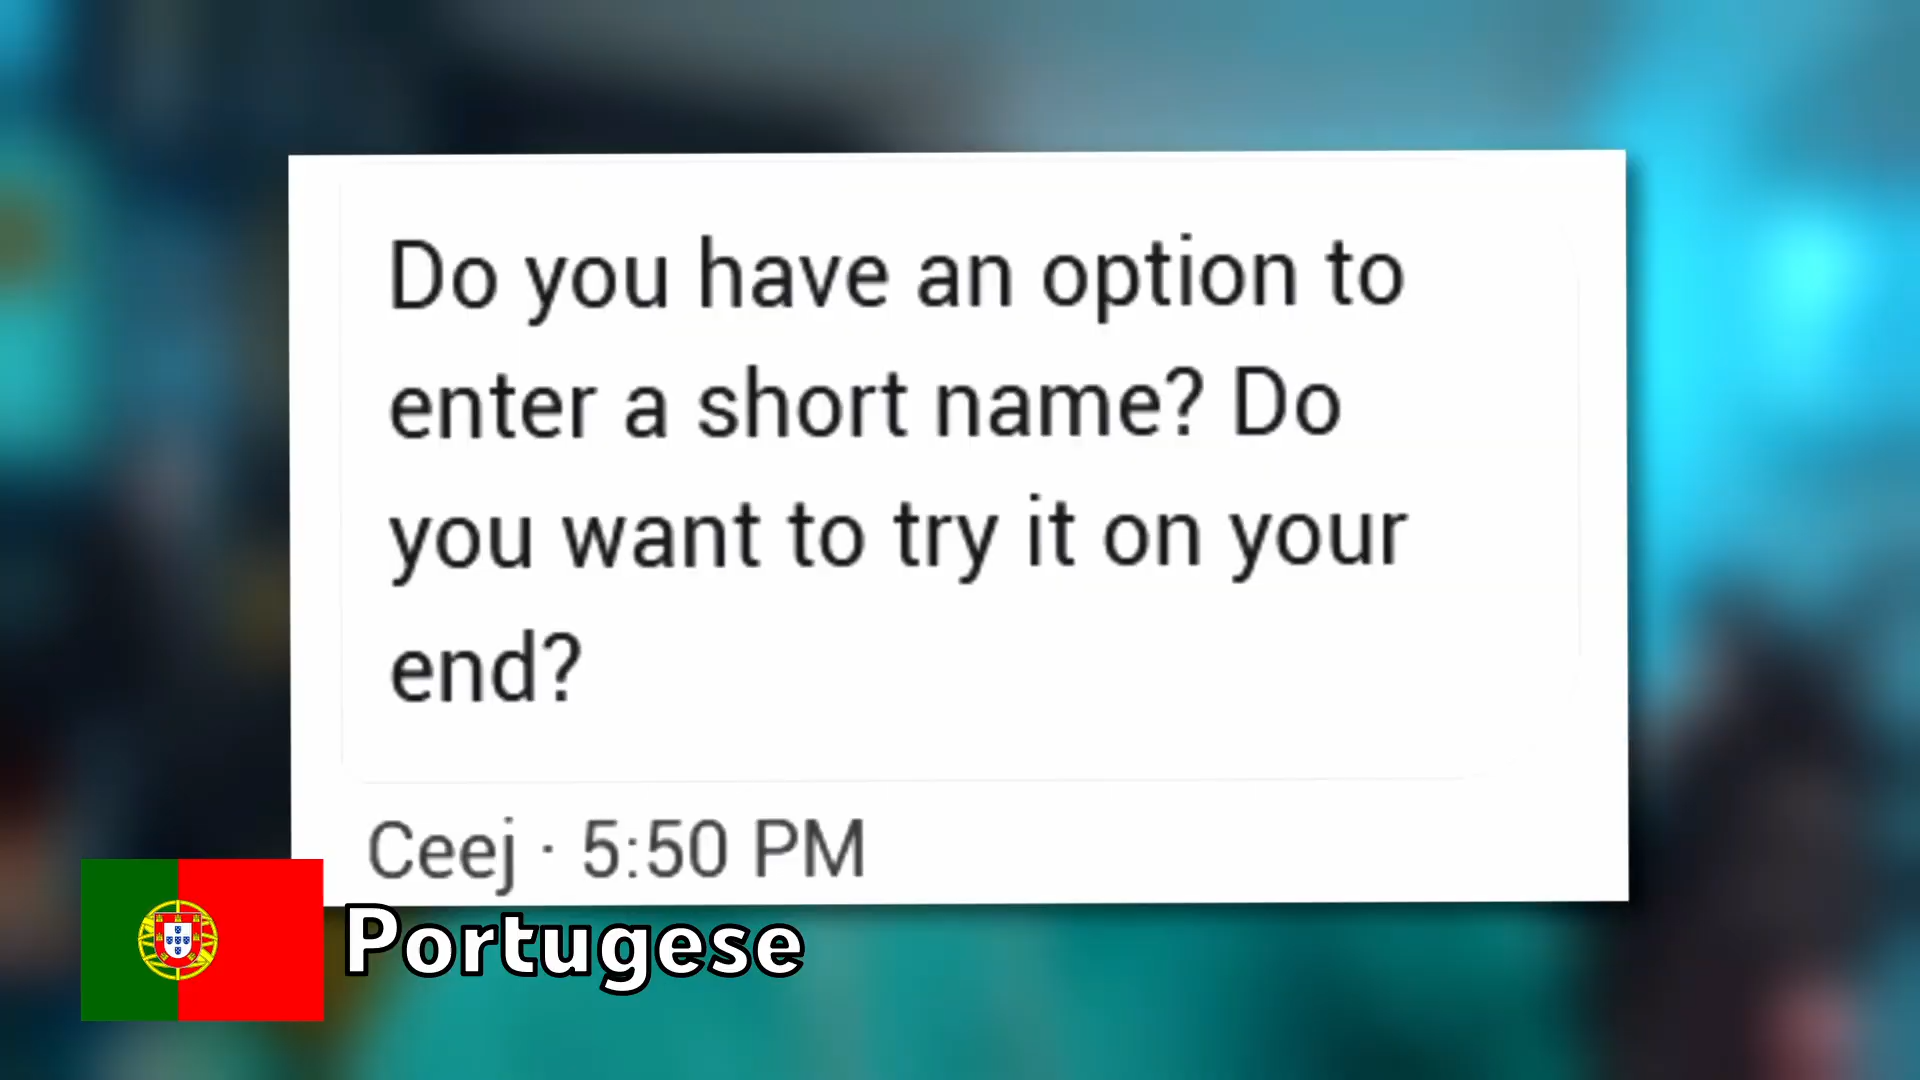 Do you have an option to
enter a short name? Do
you want to try it on your
end?
Ceej · 5:50 PM
Portugese